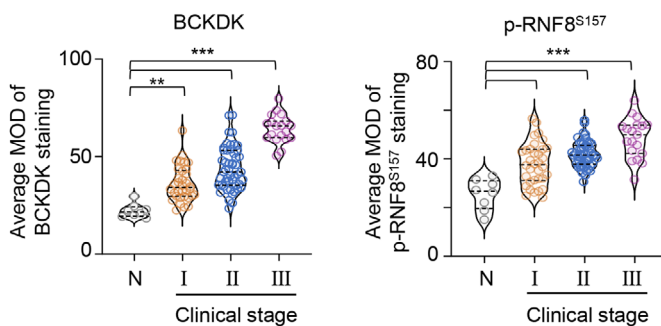 BCKDK
Average MOD of
BCKDK staining
100
50
0
***
**
N I II III
Clinical stage
p-RNF8S157
Average MOD of
p-RNF8S157 staining
80
40
0
***
N I II III
Clinical stage